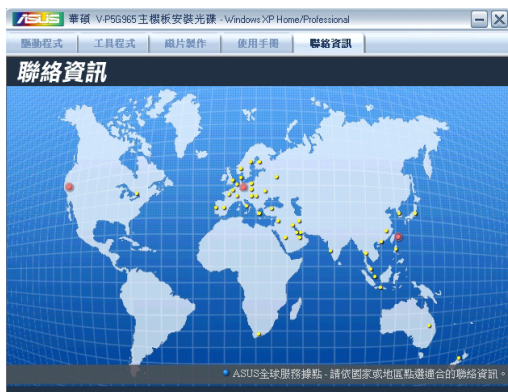 ASUS 華碩 V-P5G965 主機板安裝光碟 - Windows XP Home/Professional
驅動程式 工具程式 磁片製作 使用手冊 聯絡資訊
聯絡資訊
ASUS全球服務據點 - 請依國家或地區點選適合的聯絡資訊。